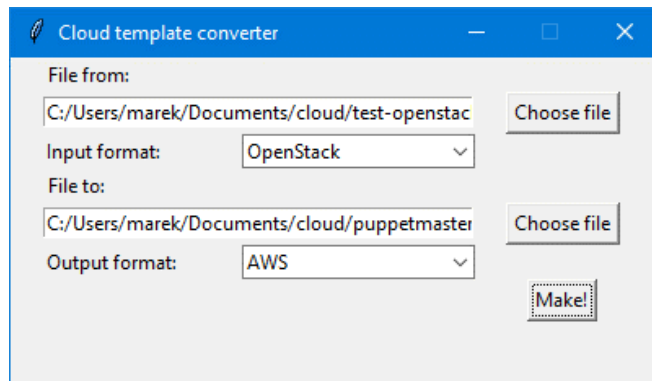 Cloud template converter
File from:
C:/Users/marek/Documents/cloud/test-openstac Choose file
Input format: OpenStack
File to:
C:/Users/marek/Documents/cloud/puppetmaster Choose file
Output format: AWS
Make!